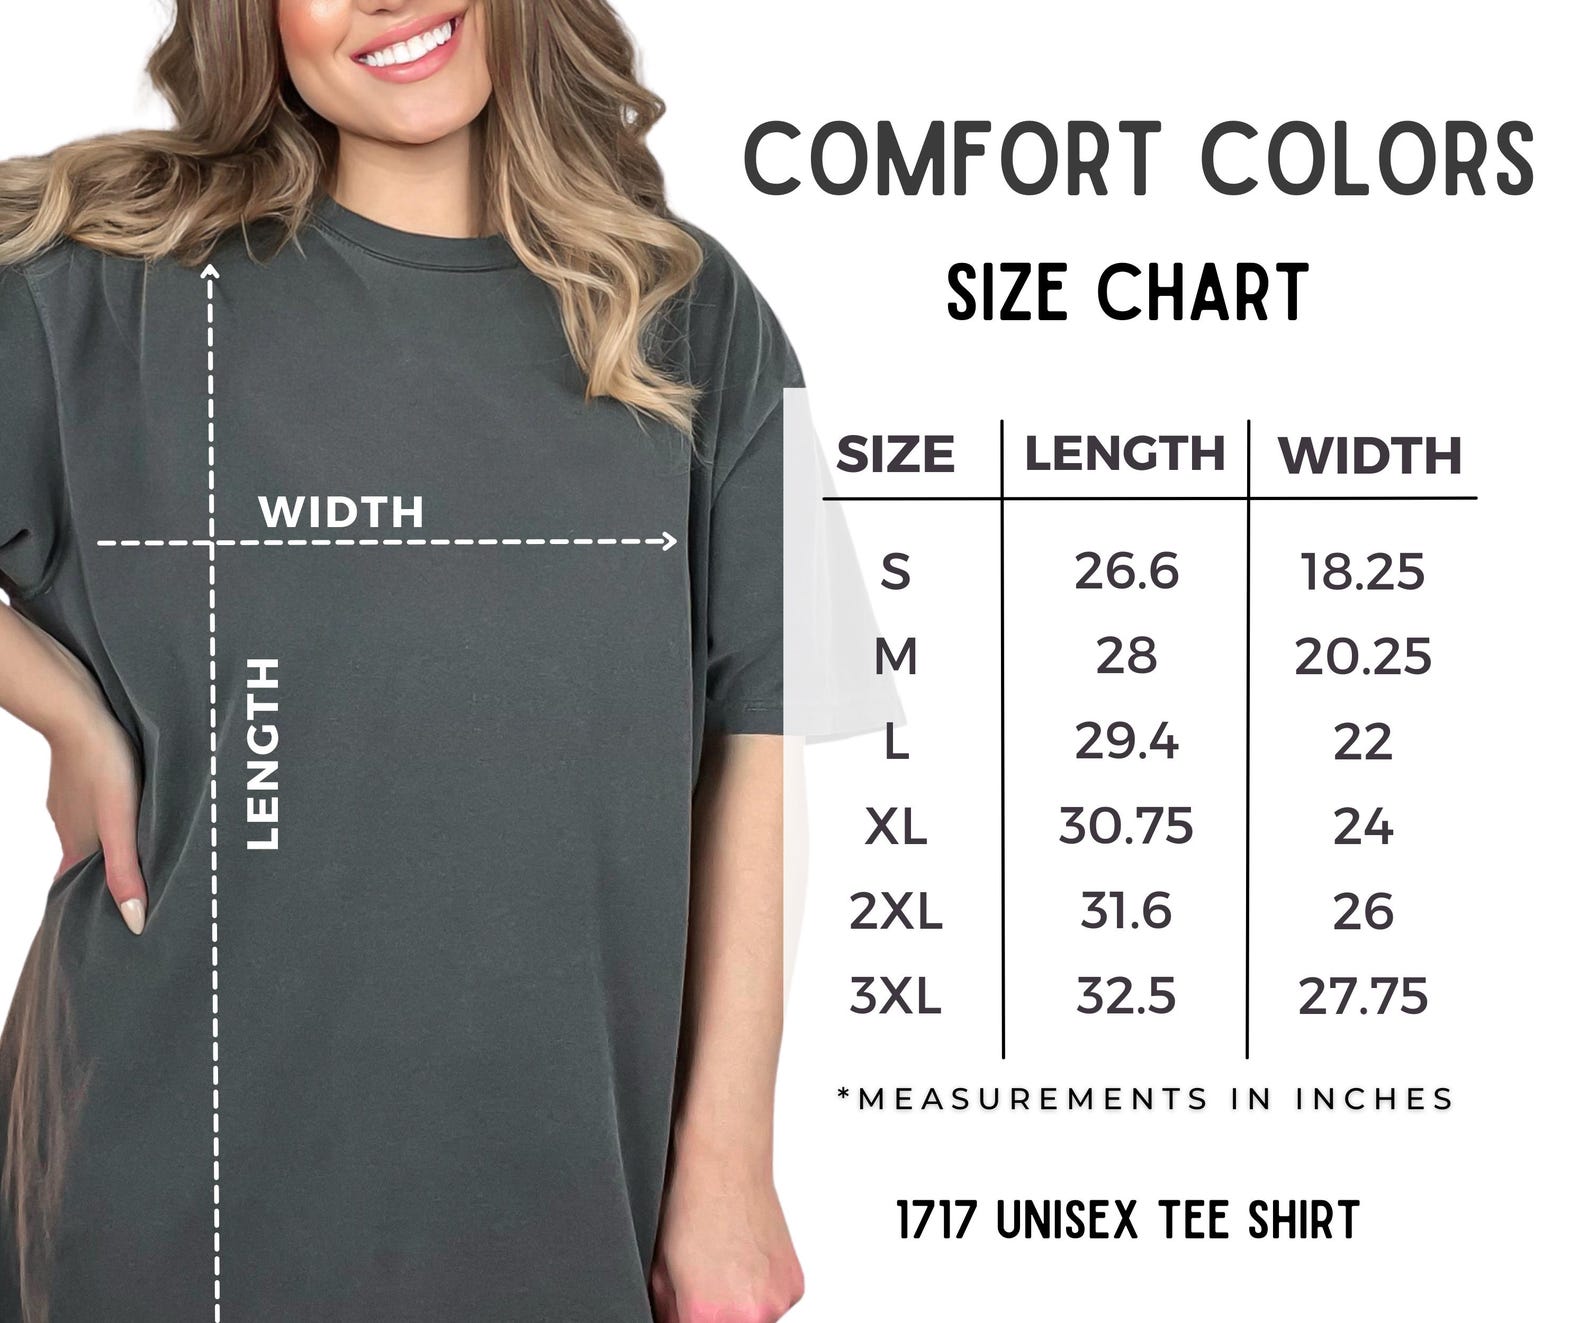 COMFORT COLORS
SIZE CHART
SIZE LENGTH WIDTH
S 26.6 18.25
M 28 20.25
L 29.4 22
XL 30.75 24
2XL 31.6 26
3XL 32.5 27.75
*MEASUREMENTS IN INCHES
1717 UNISEX TEE SHIRT
WIDTH
LENGTH